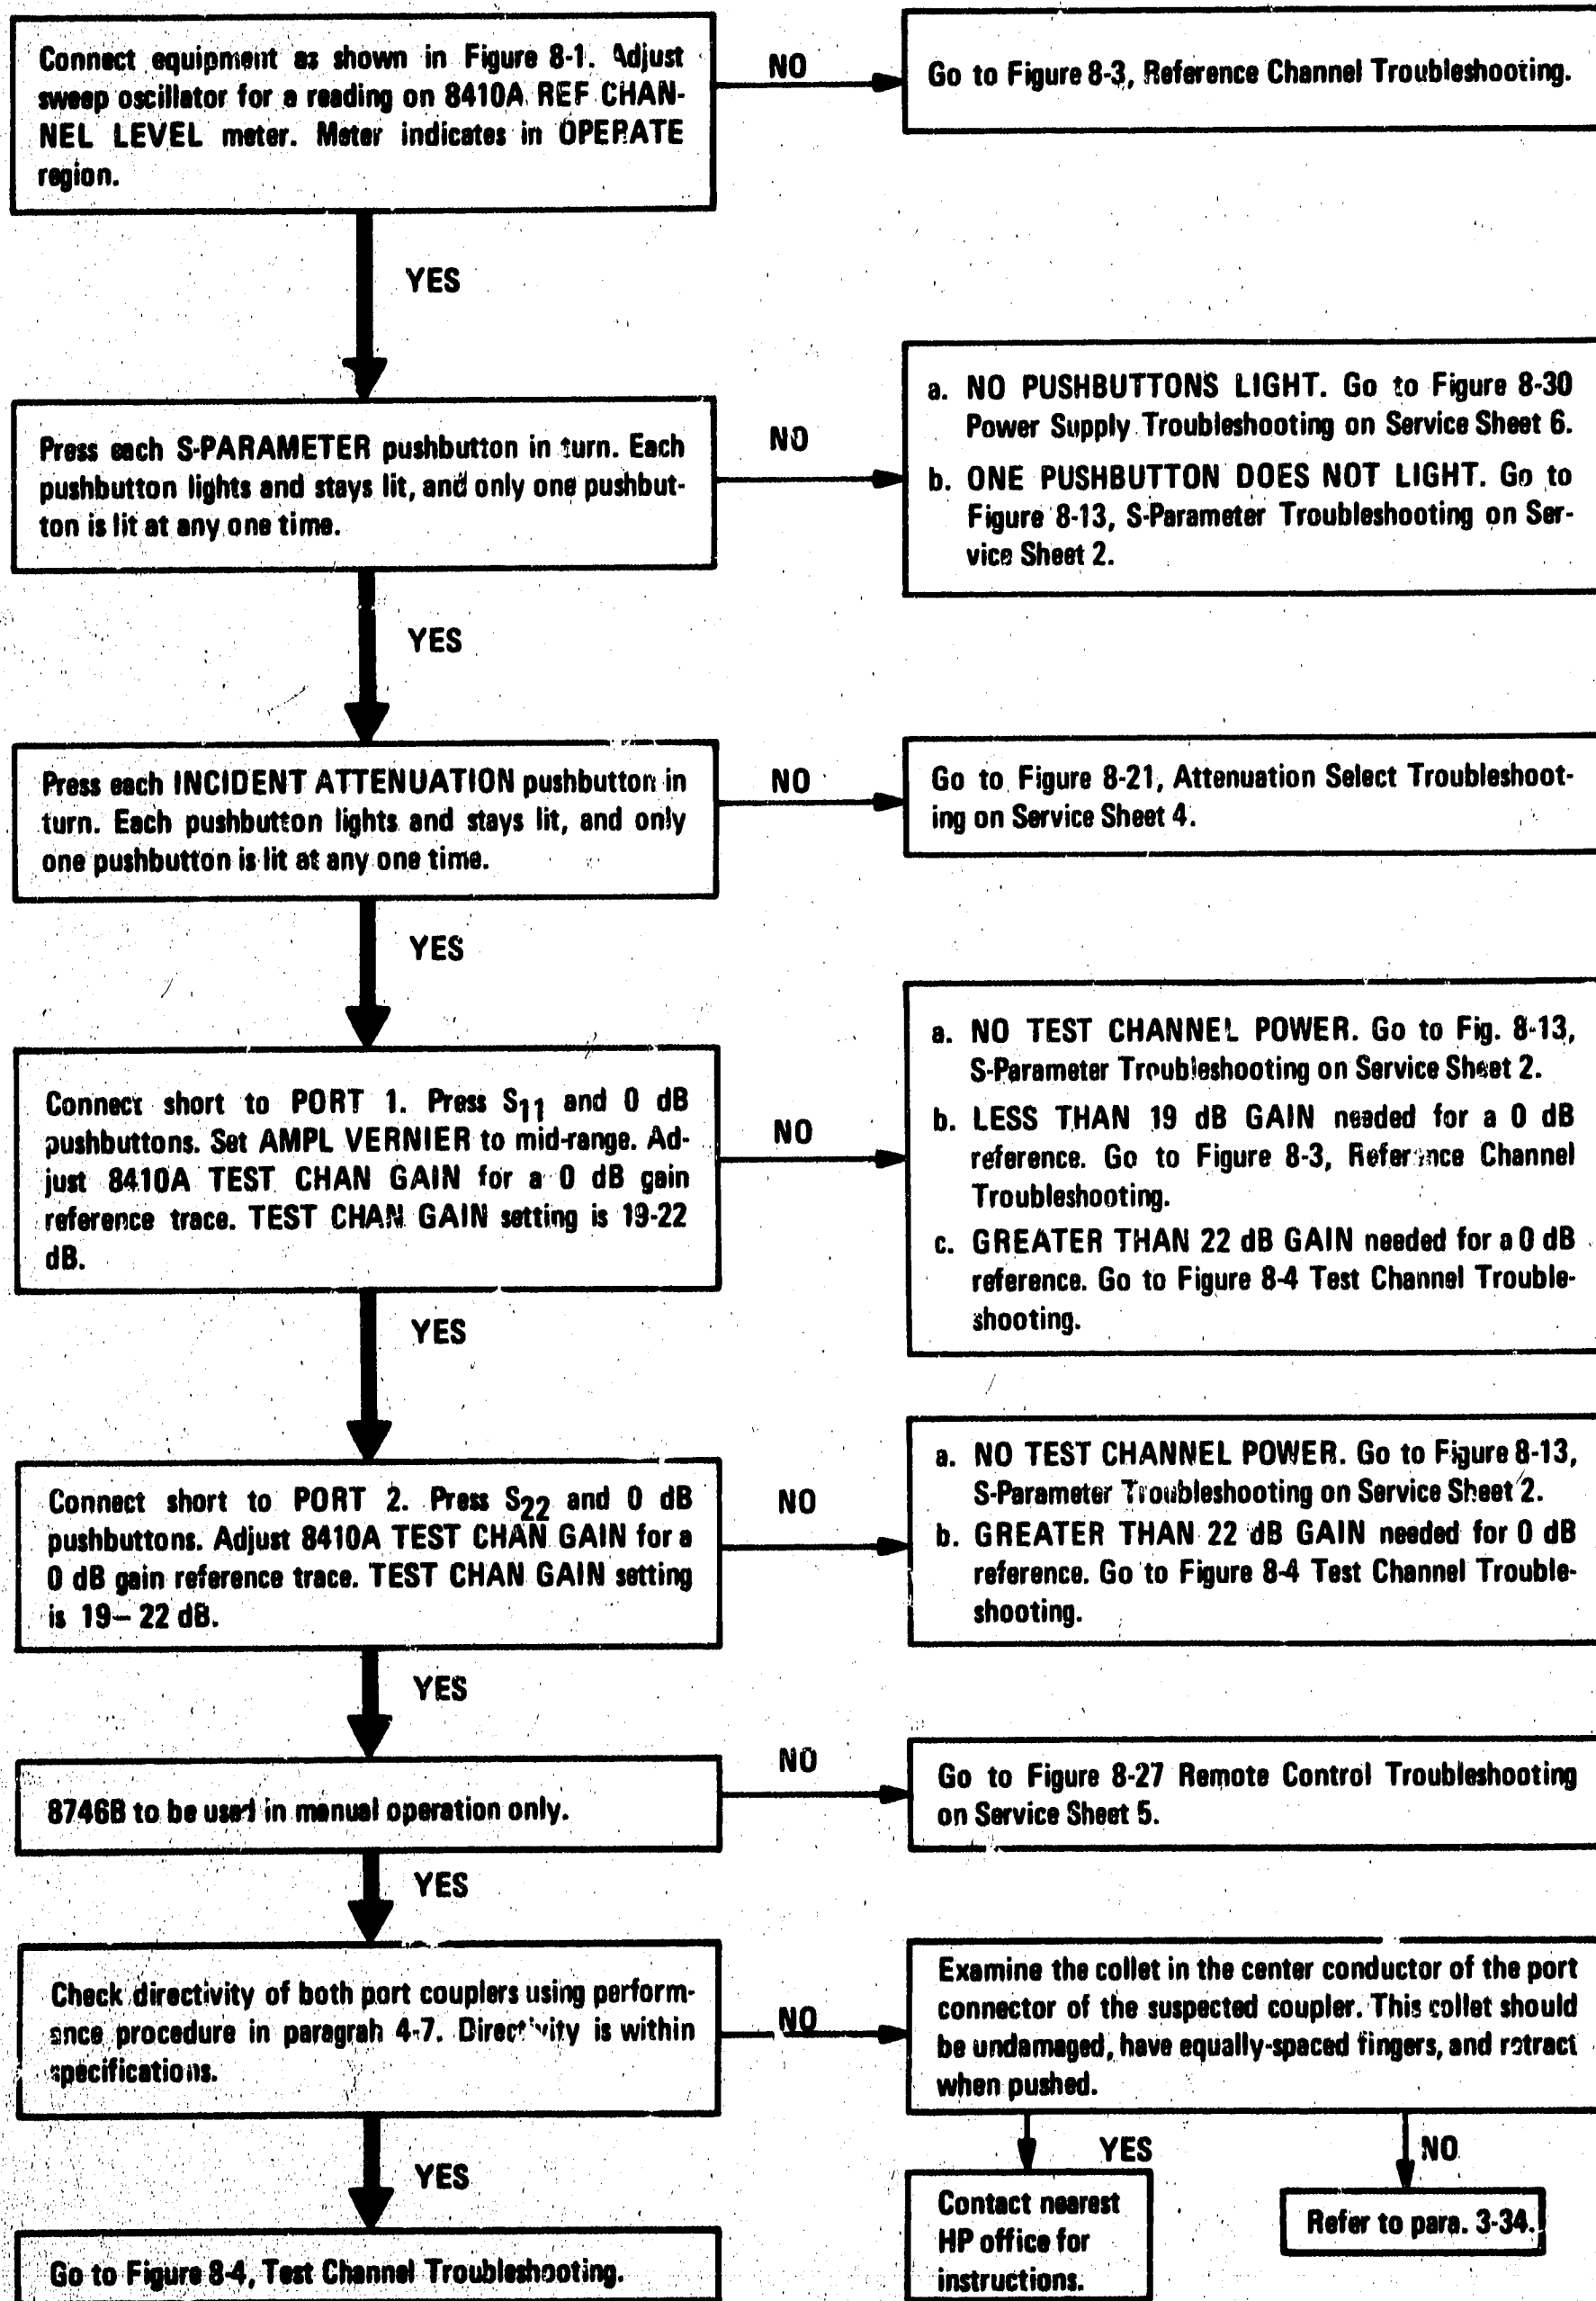 Connect equipment as shown in Figure 8-1. Adjust
sweep oscillator for a reading on 8410A REF CHAN-
NEL LEVEL meter. Meter indicates in OPERATE
region.
NO
Go to Figure 8-3, Reference Channel Troubleshooting.
YES
Press each S-PARAMETER pushbutton in turn. Each
pushbutton lights and stays lit, and only one pushbut-
ton is lit at any one time.
NO
a. NO PUSHBUTTONS LIGHT. Go to Figure 8-30
Power Supply Troubleshooting on Service Sheet 6.
b. ONE PUSHBUTTON DOES NOT LIGHT. Go to
Figure 8-13, S-Parameter Troubleshooting on Ser-
vice Sheet 2.
YES
Press each INCIDENT ATTENUATION pushbutton in
turn. Each pushbutton lights and stays lit, and only
one pushbutton is lit at any one time.
NO
Go to Figure 8-21, Attenuation Select Troubleshoot-
ing on Service Sheet 4.
YES
Connect short to PORT 1. Press S11 and 0 dB
pushbuttons. Set AMPL VERNIER to mid-range. Ad-
just 8410A TEST CHAN GAIN for a 0 dB gain
reference trace. TEST CHAN GAIN setting is 19-22
dB.
NO
a. NO TEST CHANNEL POWER. Go to Fig. 8-13,
S-Parameter Troubleshooting on Service Sheet 2.
b. LESS THAN 19 dB GAIN needed for a 0 dB
reference. Go to Figure 8-3, Reference Channel
Troubleshooting.
c. GREATER THAN 22 dB GAIN needed for a 0 dB
reference. Go to Figure 8-4 Test Channel Trouble-
shooting.
YES
Connect short to PORT 2. Press S22 and 0 dB
pushbuttons. Adjust 8410A TEST CHAN GAIN for a
0 dB gain reference trace. TEST CHAN GAIN setting
is 19– 22 dB.
NO
a. NO TEST CHANNEL POWER. Go to Figure 8-13,
S-Parameter Troubleshooting on Service Sheet 2.
b. GREATER THAN 22 dB GAIN needed for 0 dB
reference. Go to Figure 8-4 Test Channel Trouble-
shooting.
YES
8746B to be used in manual operation only.
NO
Go to Figure 8-27 Remote Control Troubleshooting
on Service Sheet 5.
YES
Check directivity of both port couplers using perform-
ance procedure in paragrah 4-7. Directivity is within
specifications.
NO
Examine the collet in the center conductor of the port
connector of the suspected coupler. This collet should
be undamaged, have equally-spaced fingers, and retract
when pushed.
YES
Go to Figure 8-4, Test Channel Troubleshooting.
YES
Contact nearest
HP office for
instructions.
NO
Refer to para. 3-34.